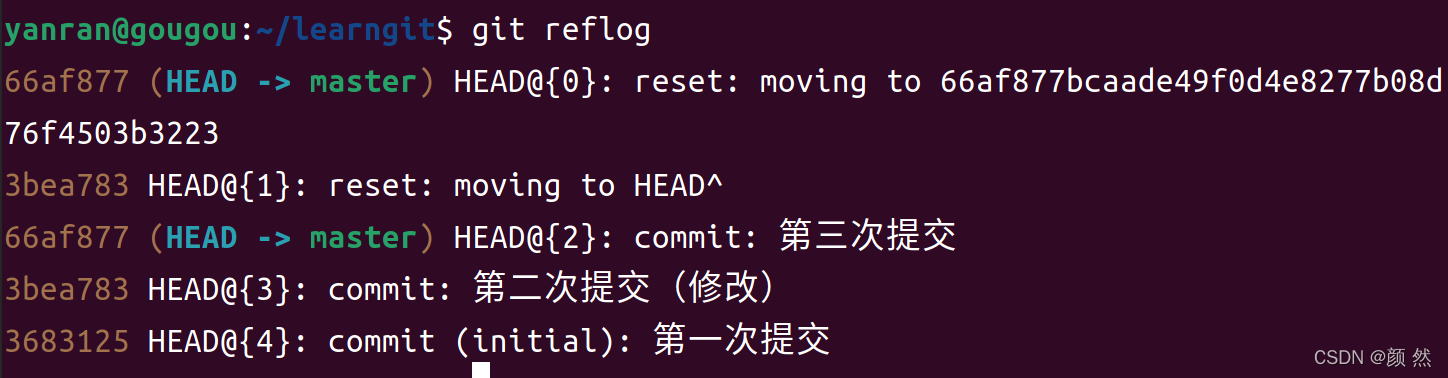 yanran@gougou:~/learngit$ git reflog
66af877 (HEAD -> master) HEAD@{0}: reset: moving to 66af877bcaade49f0d4e8277b08d
76f4503b3223
3bea783 HEAD@{1}: reset: moving to HEAD^
66af877 (HEAD -> master) HEAD@{2}: commit: 第三次提交
3bea783 HEAD@{3}: commit: 第二次提交（修改）
3683125 HEAD@{4}: commit (initial): 第一次提交
CSDN @颜 然